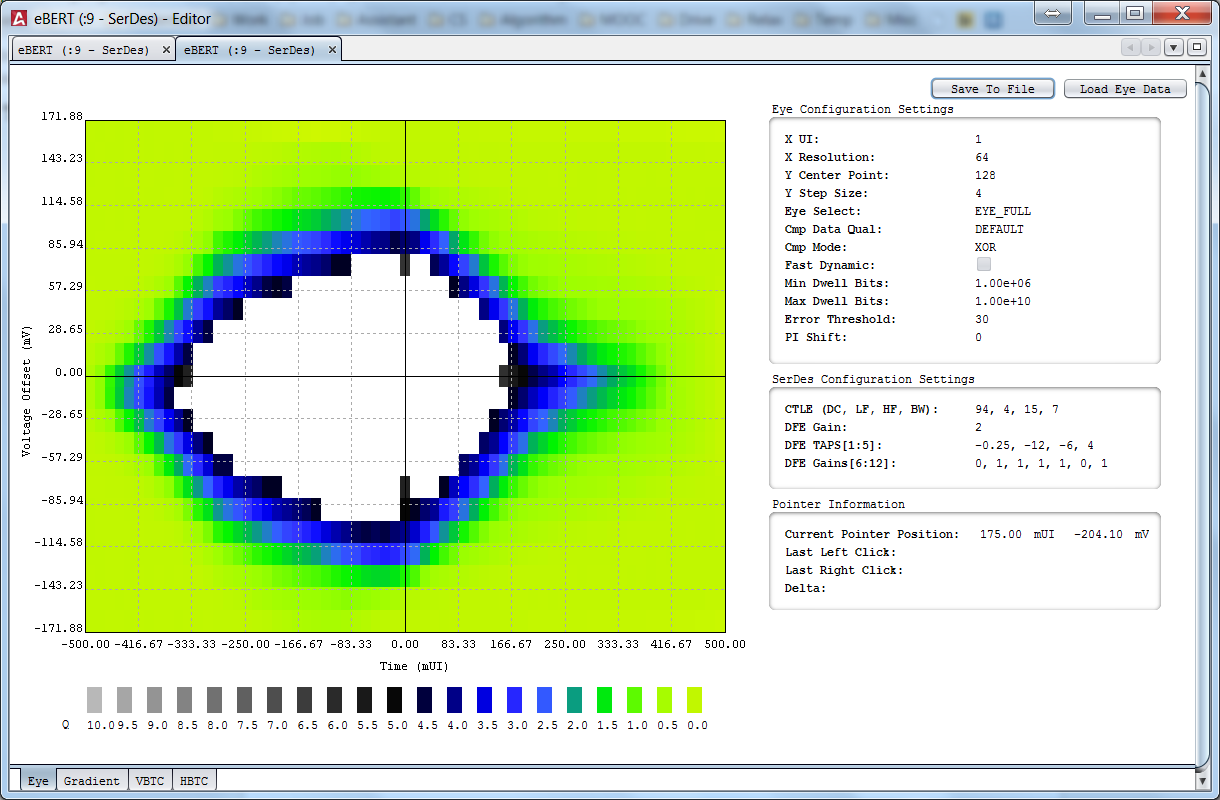 eBERT (:9 - SerDes) - Editor
eBERT (:9 - SerDes) × eBERT (:9 - SerDes) ×
Save To File Load Eye Data
Eye Configuration Settings
X UI: 1
X Resolution: 64
Y Center Point: 128
Y Step Size: 4
Eye Select: EYE_FULL
Cmp Data Qual: DEFAULT
Cmp Mode: XOR
Fast Dynamic:
Min Dwell Bits: 1.00e+06
Max Dwell Bits: 1.00e+10
Error Threshold: 30
PI Shift: 0
SerDes Configuration Settings
CTLE (DC, LF, HF, BW): 94, 4, 15, 7
DFE Gain: 2
DFE TAPS[1:5]: -0.25, -12, -6, 4
DFE Gains[6:12]: 0, 1, 1, 1, 1, 0, 1
Pointer Information
Current Pointer Position: 175.00 mUI -204.10 mV
Last Left Click:
Last Right Click:
Delta:
Voltage Offset (mV)
171.88
143.23
114.58
85.94
57.29
28.65
0.00
-28.65
-57.29
-85.94
-114.58
-143.23
-171.88
-500.00 -416.67 -333.33 -250.00 -166.67 -83.33 0.00 83.33 166.67 250.00 333.33 416.67 500.00
Time (mUI)
Q 10.0 9.5 9.0 8.5 8.0 7.5 7.0 6.5 6.0 5.5 5.0 4.5 4.0 3.5 3.0 2.5 2.0 1.5 1.0 0.5 0.0
Eye Gradient VBTC HBTC